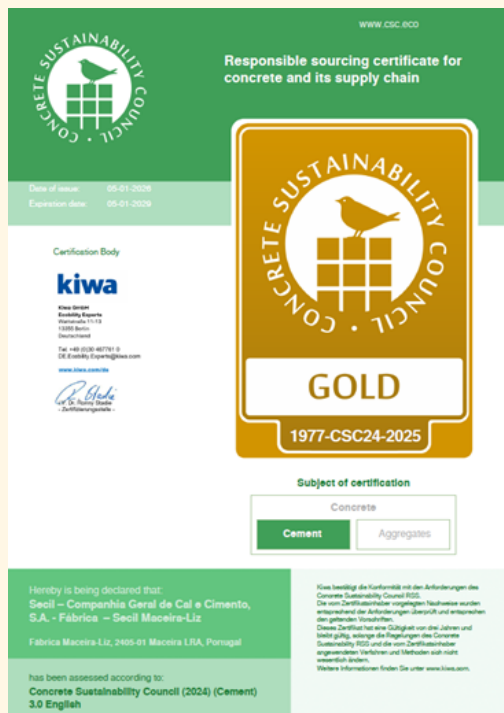 www.csc.eco
CONCRETE SUSTAINABILITY COUNCIL
Responsible sourcing certificate for
concrete and its supply chain
Date of issue: 05-01-2026
Expiration date: 05-01-2029
Certification Body
kiwa
Kiwa GmbH
Ecobility Experts
13355 Berlin
Deutschland
Tel. +49 (0)30 467761 0
DE.Ecobility.Experts@kiwa.com
www.kiwa.com/de
i.V. Dr. Ronny Stadie
- Zertifizierungsstelle -
CONCRETE SUSTAINABILITY COUNCIL
GOLD
1977-CSC24-2025
Subject of certification
Concrete
Cement
Aggregates
Hereby is being declared that:
Secil – Companhia Geral de Cal e Cimento,
S.A. - Fábrica – Secil Maceira-Liz
Fábrica Maceira-Liz, 2405-01 Maceira LRA, Porrugal
has been assessed according to:
Concrete Sustainability Council (2024) (Cement)
3.0 English
Kiwa bestätigt die Konformität mit den Anforderungen des
Concrete Sustainability Council RSS.
Die vom Zertifikatsinhaber vorgelegten Nachweise wurden
entsprechend der Anforderungen überprüft und entsprechen
den geltenden Vorschriften.
Dieses Zertifikat hat eine Gültigkeit von drei Jahren und
bleibt gültig, solange die Regelungen des Concrete
Sustainability RSS und die vom Zertifikatsinhaber
angewendeten Verfahren und Methoden sich nicht
wesentlich ändern.
Weitere Informationen finden Sie unter www.kiwa.com.